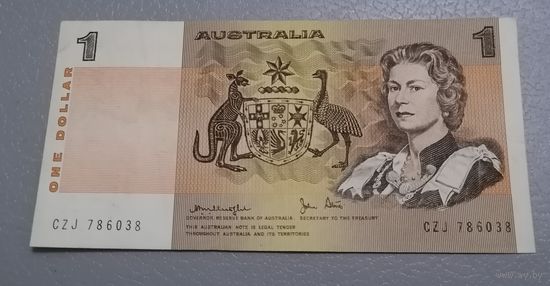 1 AUSTRALIA 1
ONE DOLLAR
GOVERNOR, RESERVE BANK OF AUSTRALIA. SECRETARY TO THE TREASURY.
CZJ 786038 CZJ 786038
THIS AUSTRALIAN NOTE IS LEGAL TENDER
THROUGHOUT AUSTRALIA AND ITS TERRITORIES